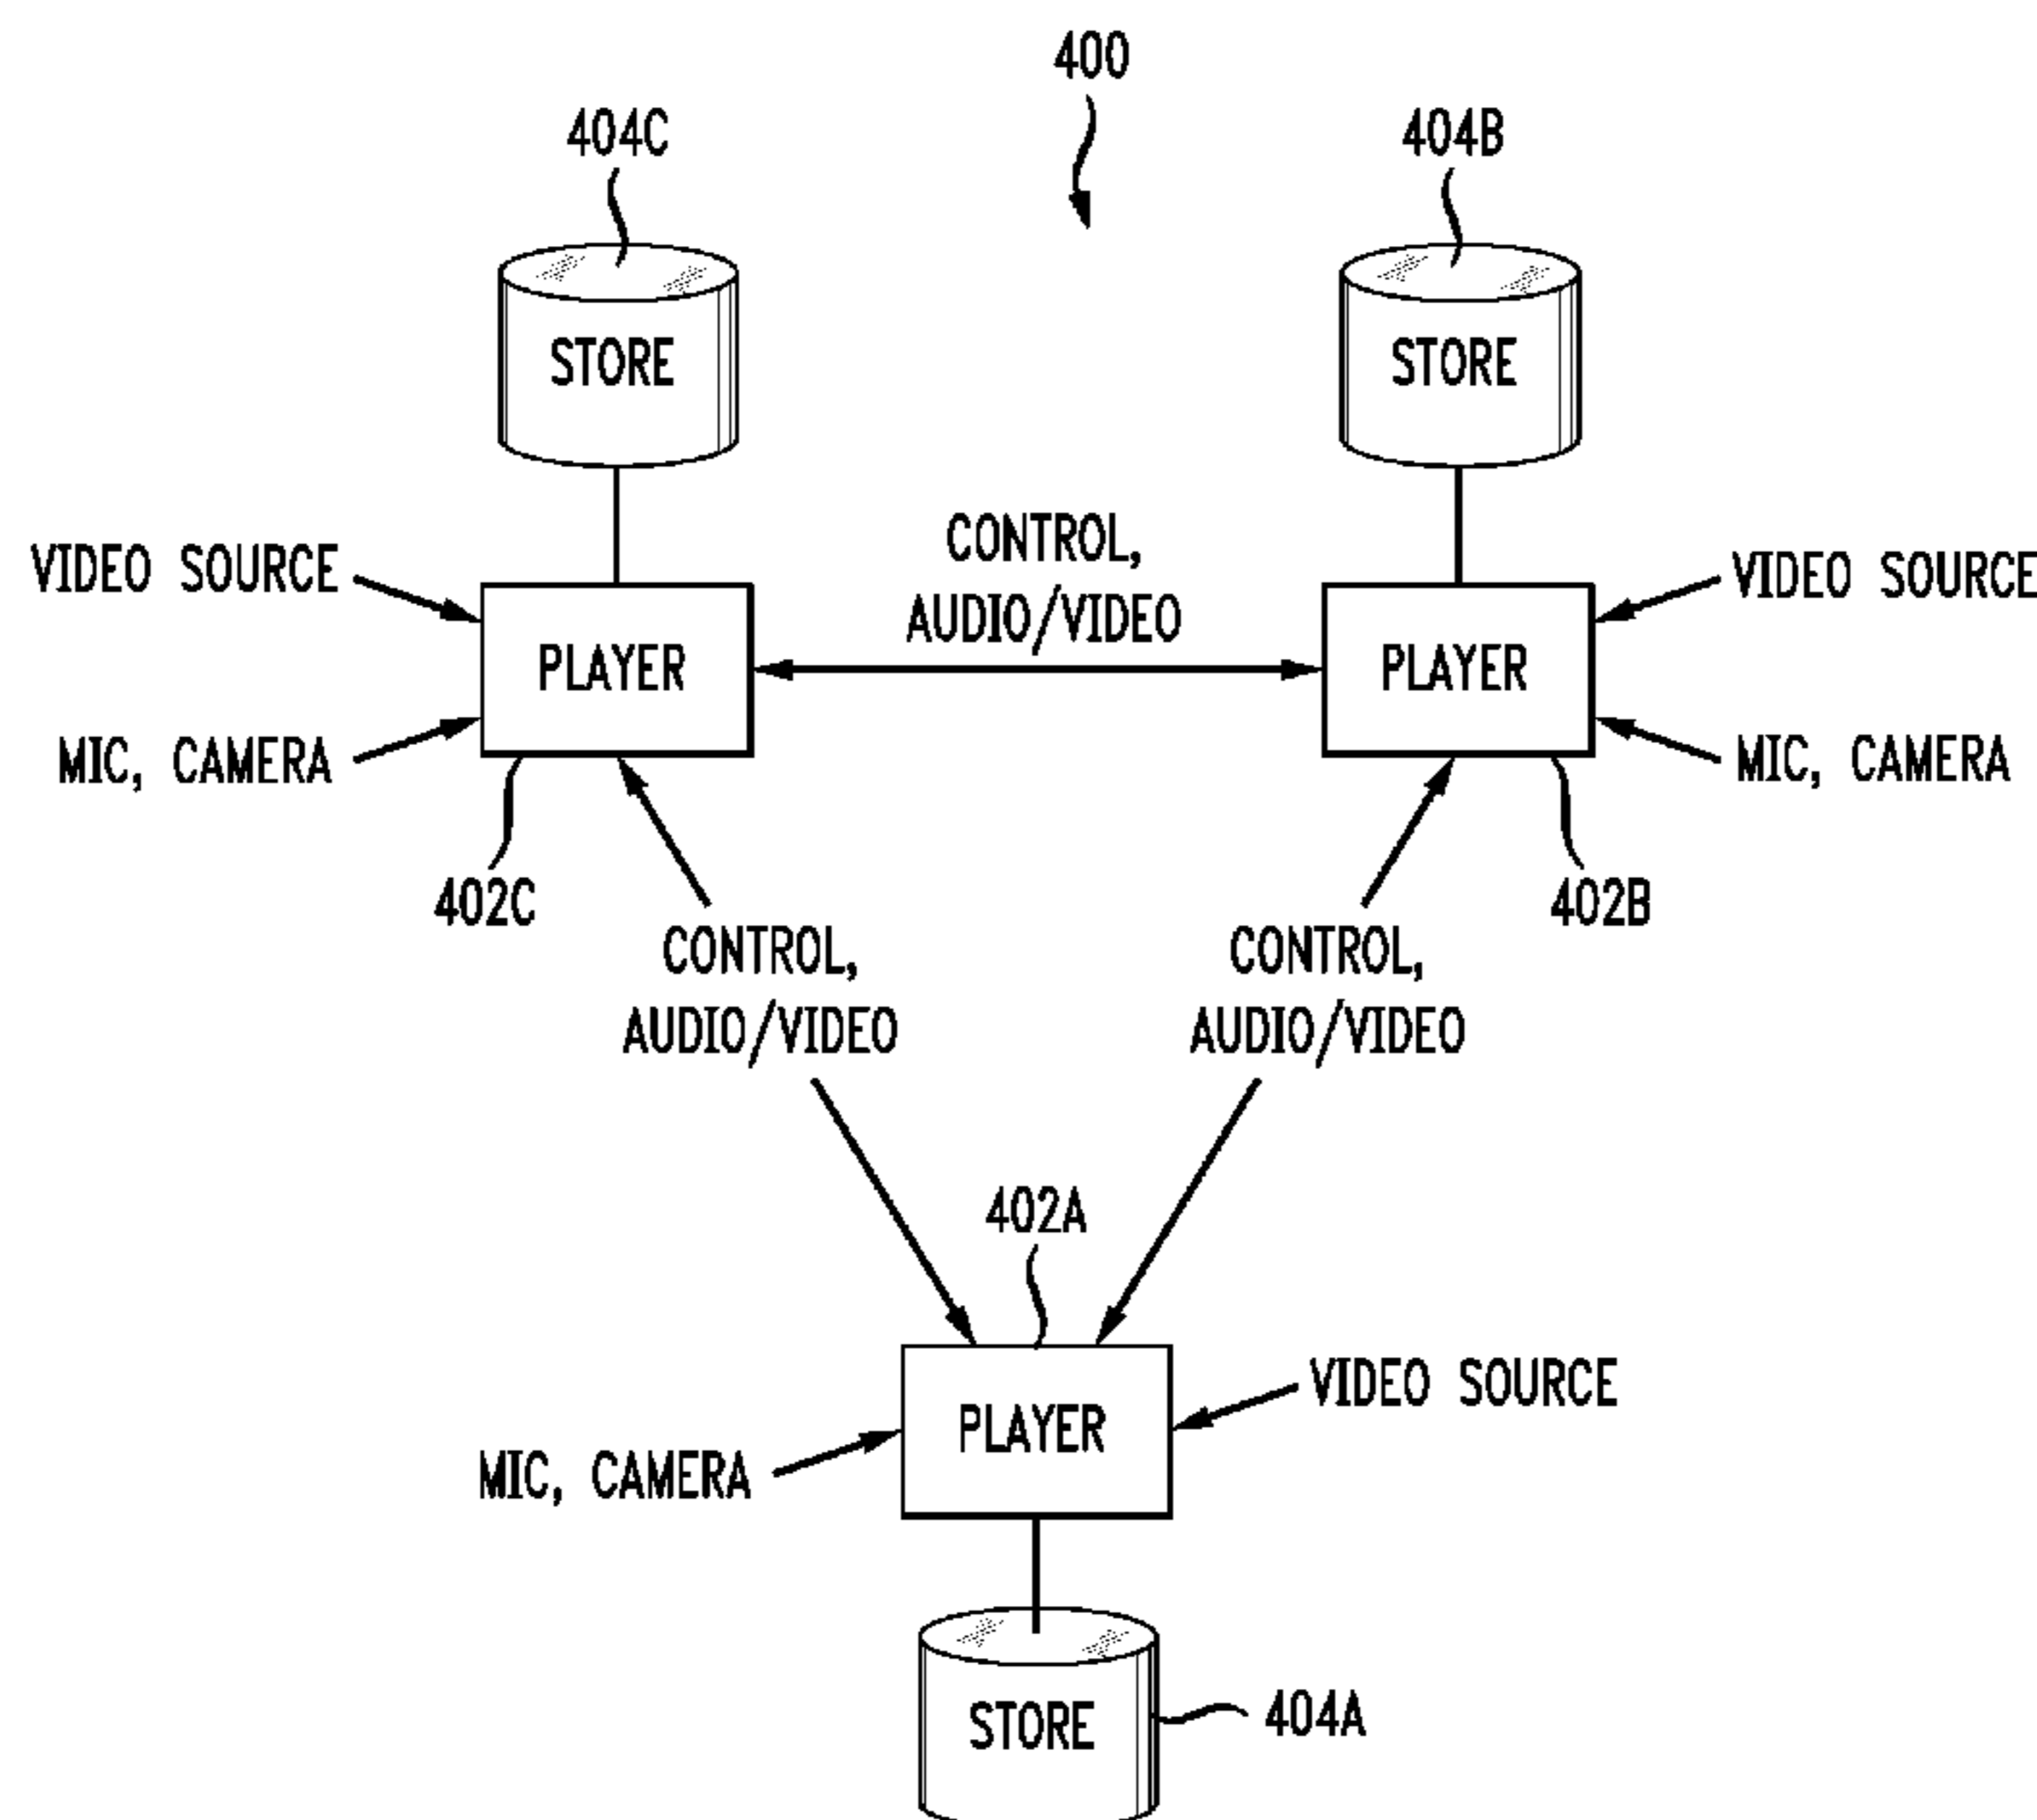 400
404C
404B
STORE
STORE
CONTROL,
AUDIO/VIDEO
VIDEO SOURCE
VIDEO SOURCE
PLAYER
PLAYER
MIC, CAMERA
MIC, CAMERA
402C
402B
CONTROL,
AUDIO/VIDEO
CONTROL,
AUDIO/VIDEO
402A
VIDEO SOURCE
PLAYER
MIC, CAMERA
STORE
404A